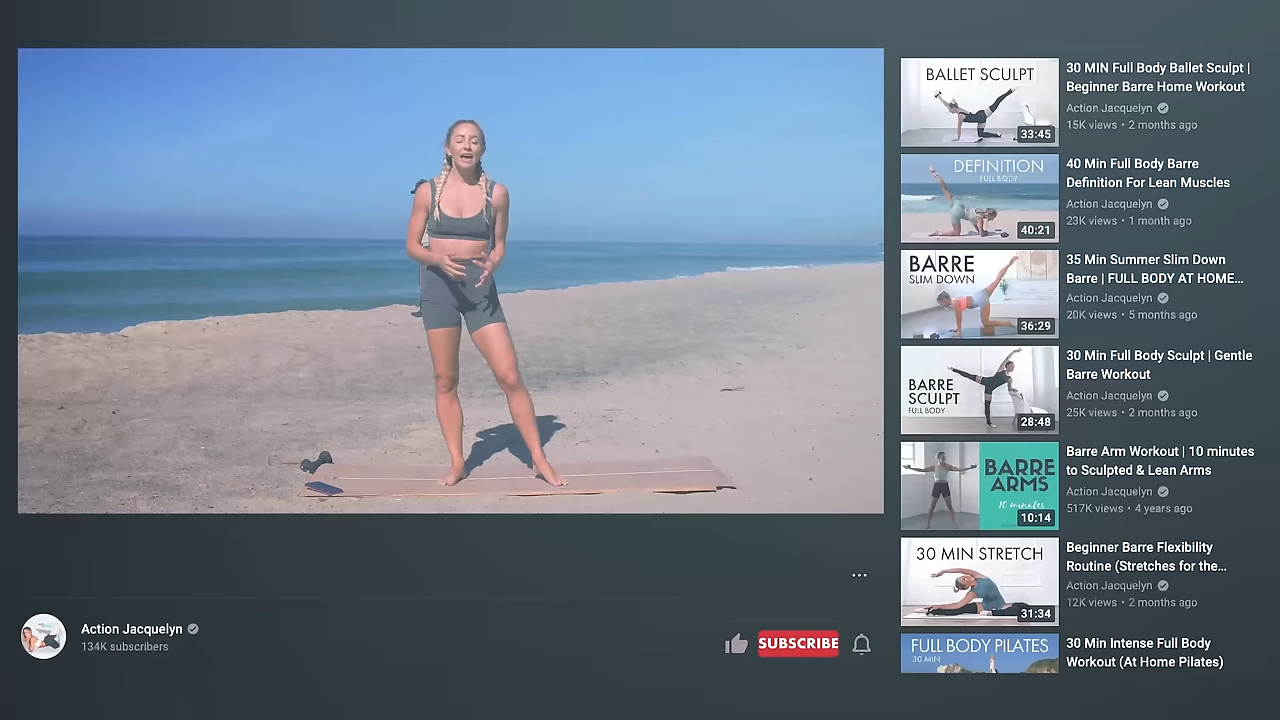 BALLET SCULPT
33:45
30 MIN Full Body Ballet Sculpt |
Beginner Barre Home Workout
Action Jacquelyn
15K views • 2 months ago
DEFINITION
FULL BODY
40:21
40 Min Full Body Barre
Definition For Lean Muscles
Action Jacquelyn
23K views • 1 month ago
BARRE
SLIM DOWN
36:29
35 Min Summer Slim Down
Barre | FULL BODY AT HOME...
Action Jacquelyn
20K views • 5 months ago
BARRE
SCULPT
FULL BODY
28:48
30 Min Full Body Sculpt | Gentle
Barre Workout
Action Jacquelyn
25K views • 2 months ago
BARRE
ARMS
10 minutes
10:14
Barre Arm Workout | 10 minutes
to Sculpted & Lean Arms
Action Jacquelyn
517K views • 4 years ago
30 MIN STRETCH
31:34
Beginner Barre Flexibility
Routine (Stretches for the...
Action Jacquelyn
12K views • 2 months ago
FULL BODY PILATES
30 MIN
30 Min Intense Full Body
Workout (At Home Pilates)
Action Jacquelyn
134K subscribers
SUBSCRIBE